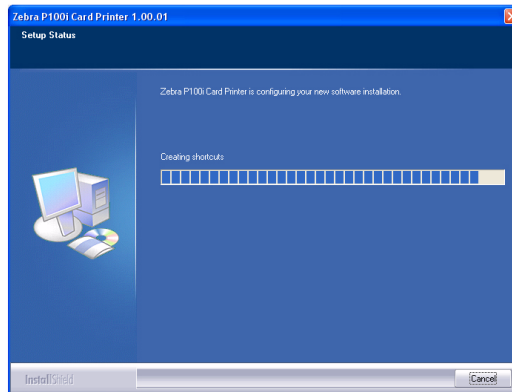 Zebra P100i Card Printer 1.00.01
Setup Status
Zebra P100i Card Printer is configuring your new software installation.
Creating shortcuts
InstallShield
Cancel